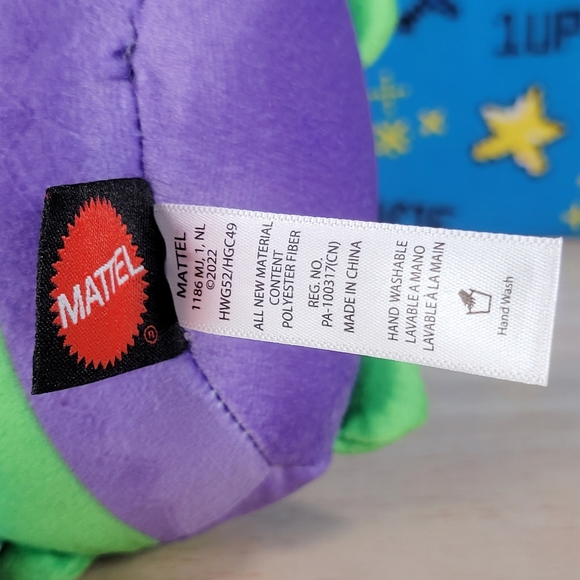 MATTEL
MATTEL
1186 MJ, 1, NL
©2022
HWG52/HGC49
ALL NEW MATERIAL
CONTENT
POLYESTER FIBER
REG. NO.
PA-100317(CN)
MADE IN CHINA
HAND WASHABLE
LAVABLE A MANO
LAVABLE À LA MAIN
Hand Wash
1UP